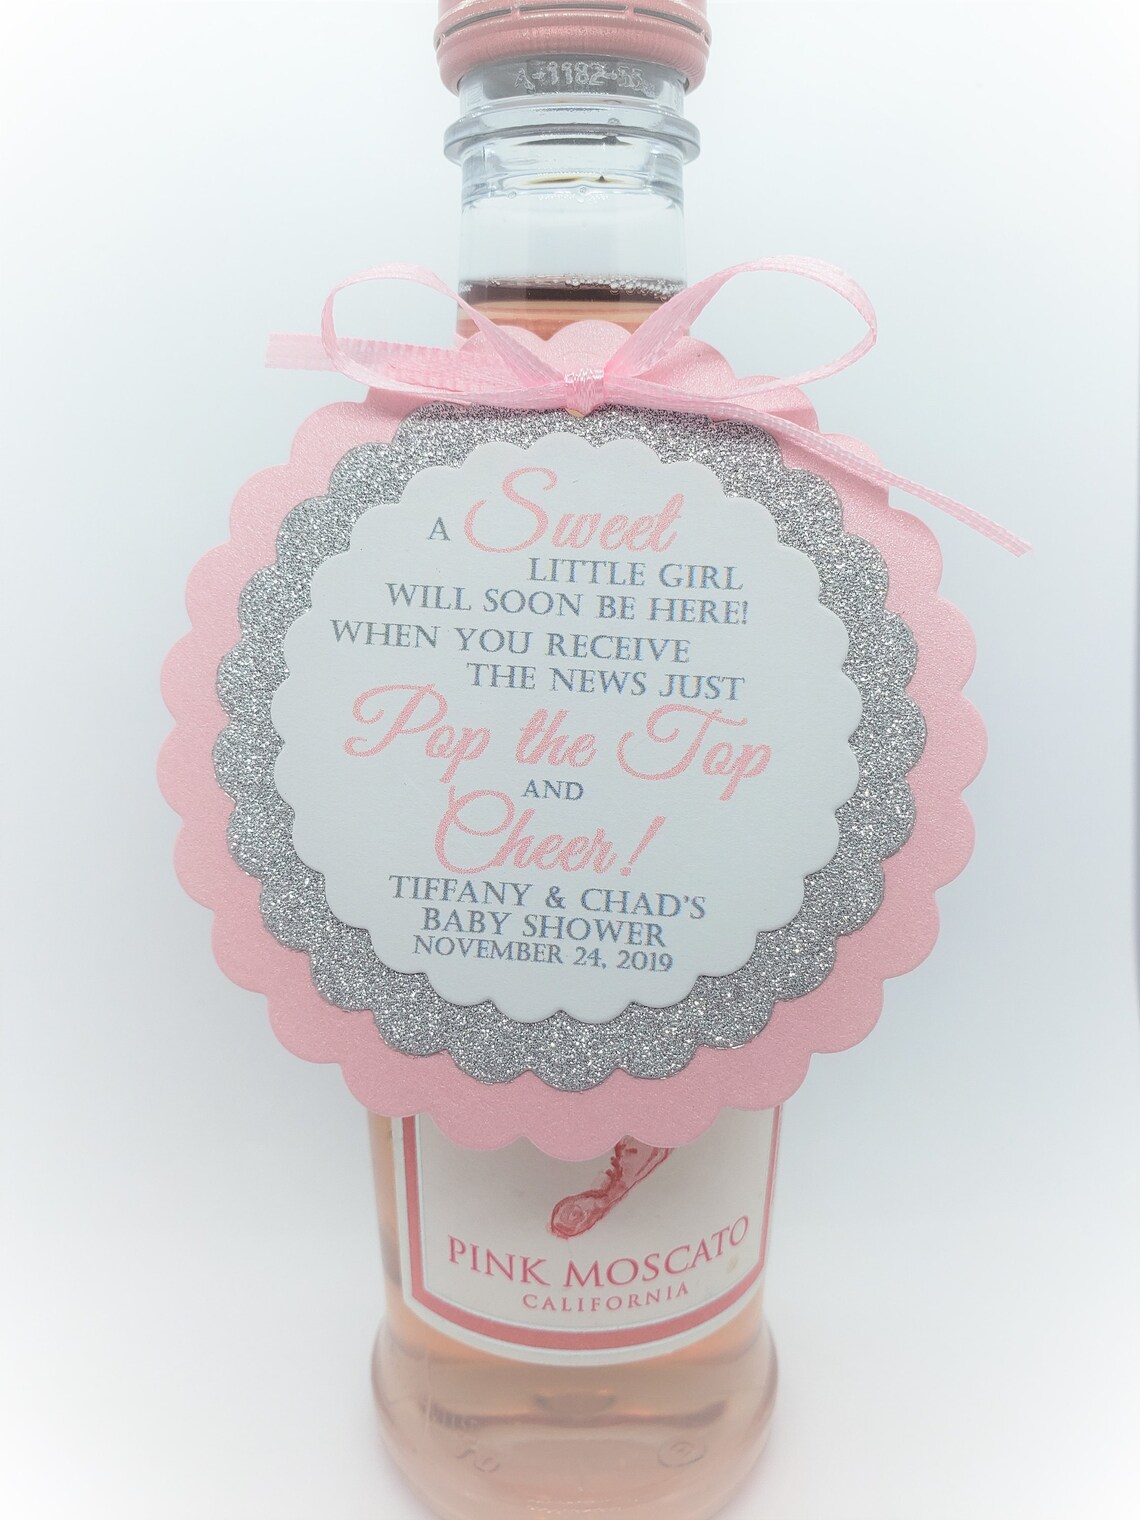 A Sweet
LITTLE GIRL
WILL SOON BE HERE!
WHEN YOU RECEIVE
THE NEWS JUST
Pop the Top
AND
Cheer!
TIFFANY & CHAD'S
BABY SHOWER
NOVEMBER 24, 2019
PINK MOSCATO
CALIFORNIA